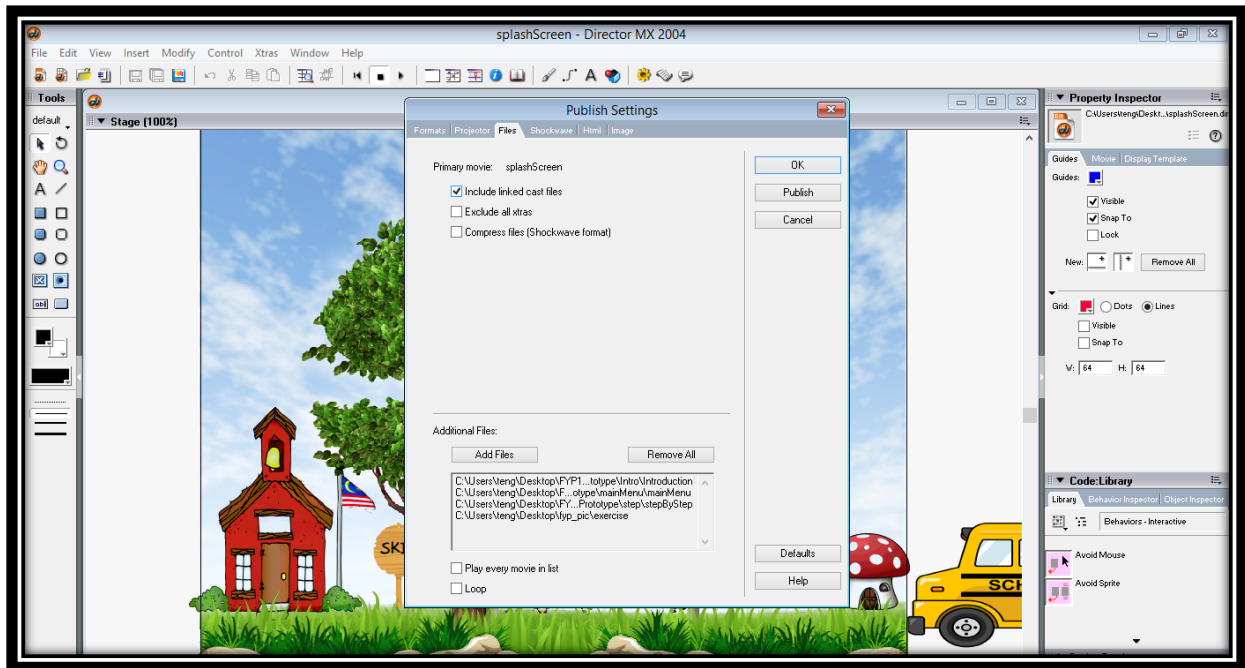 splashScreen - Director MX 2004
File Edit View Insert Modify Control Xtras Window Help
Tools
default
Stage (100%)
SKI
SCH
Publish Settings
Formats Projector Files Shockwave Html Image
Primary movie: splashScreen
Include linked cast files
Exclude all xtras
Compress files (Shockwave format)
OK
Publish
Cancel
Additional Files:
Add Files Remove All
C:\Users\teng\Desktop\FYP1...totype\Intro\Introduction
C:\Users\teng\Desktop\F...otype\mainMenu\mainMenu
C:\Users\teng\Desktop\FY...Prototype\step\stepByStep
C:\Users\teng\Desktop\fyp_pic\exercise
Play every movie in list
Loop
Defaults
Help
Property Inspector
C:\Users\teng\Deskt...\splashScreen.dir
Guides Movie Display Template
Guides:
Visible
Snap To
Lock
New: Remove All
Grid: Dots Lines
Visible
Snap To
W: 64 H: 64
Code:Library
Library Behavior Inspector Object Inspector
Behaviors - Interactive
Avoid Mouse
Avoid Sprite